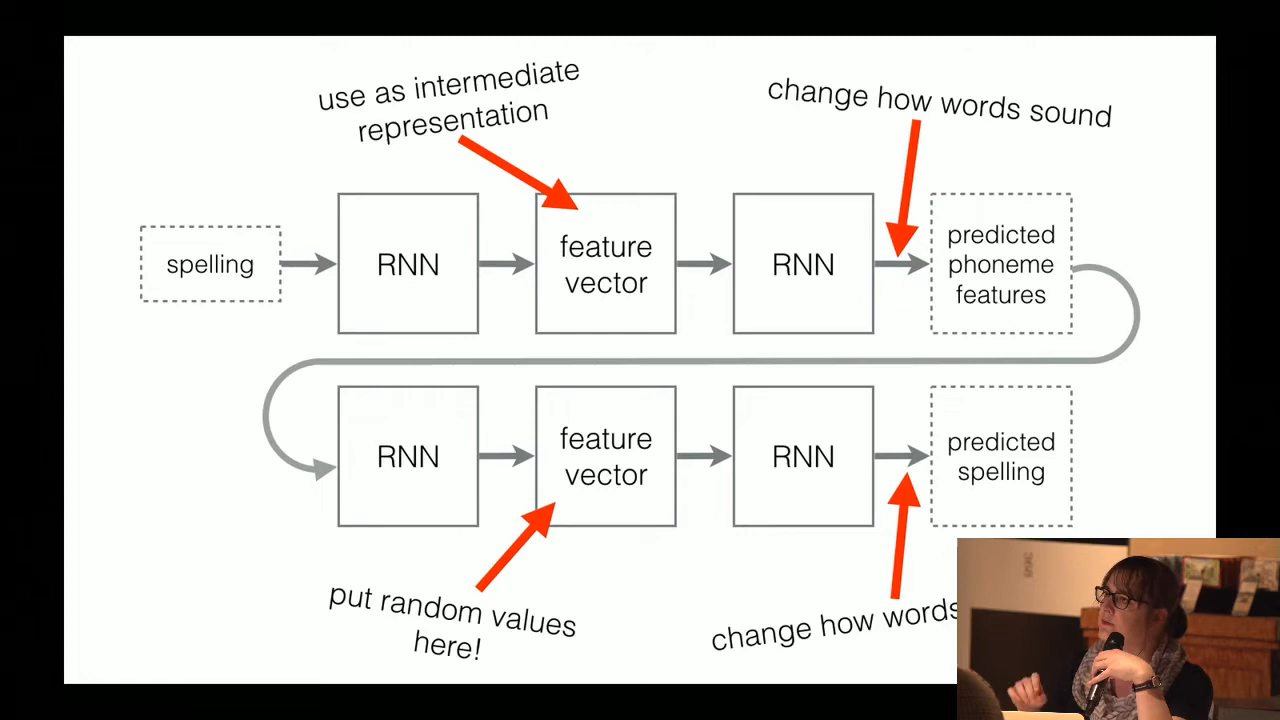 use as intermediate
representation
change how words sound
spelling
RNN
feature
vector
RNN
predicted
phoneme
features
RNN
feature
vector
RNN
predicted
spelling
put random values
here!
change how words